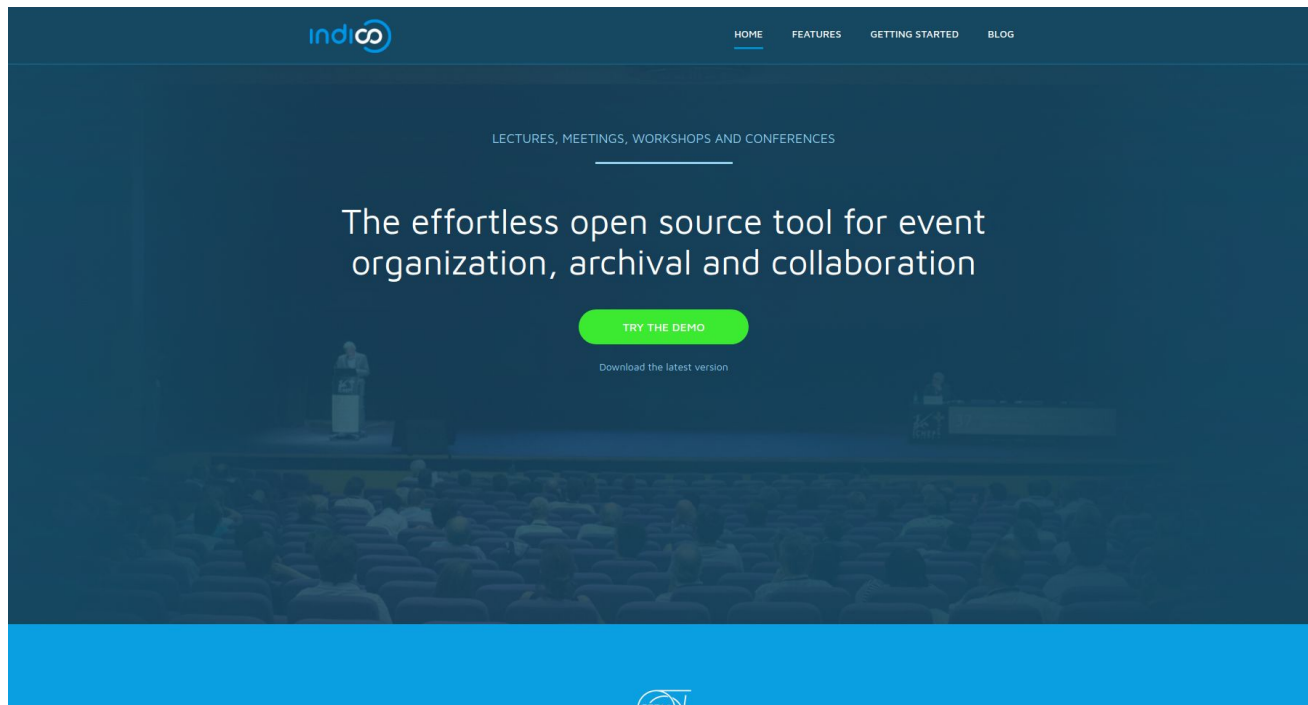 indico
HOME
FEATURES
GETTING STARTED
BLOG
LECTURES, MEETINGS, WORKSHOPS AND CONFERENCES
The effortless open source tool for event
organization, archival and collaboration
TRY THE DEMO
Download the latest version